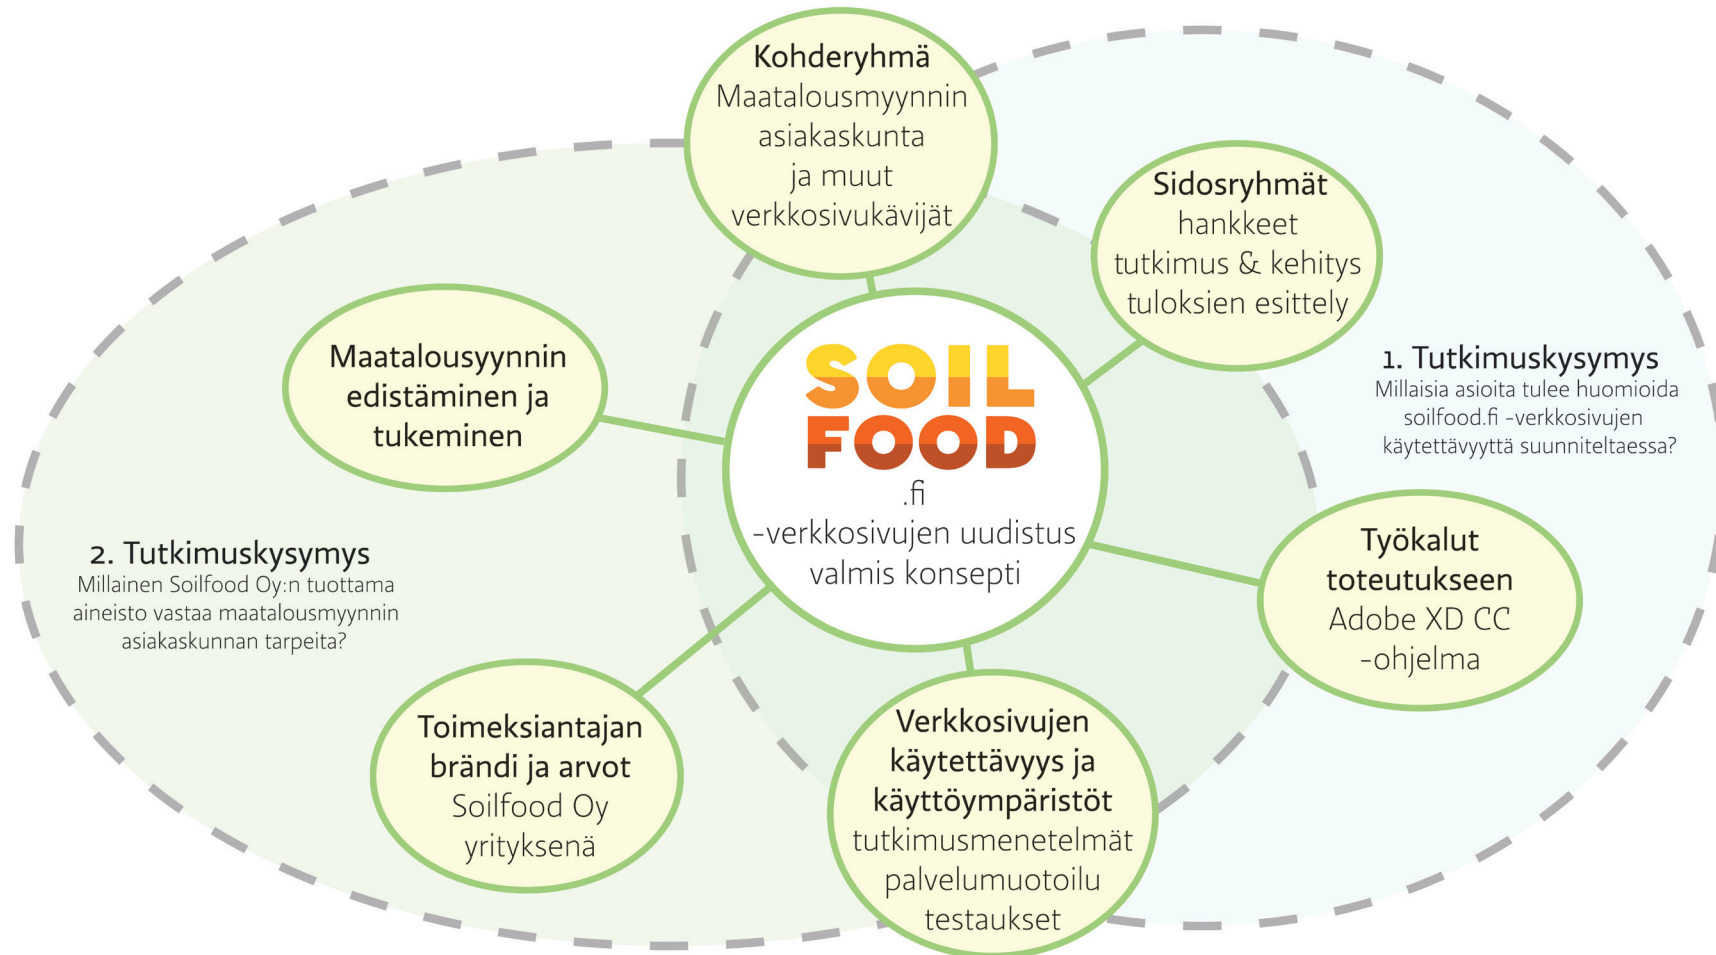 Kohderyhmä
Maatalousmyynnin
asiakaskunta
ja muut
verkkosivukävijät
Sidosryhmät
hankkeet
tutkimus & kehitys
tuloksien esittely
Maatalousyynnin
edistäminen ja
tukeminen
SOIL
FOOD
.fi
-verkkosivujen uudistus
valmis konsepti
1. Tutkimuskysymys
Millaisia asioita tulee huomioida
soilfood.fi -verkkosivujen
käytettävyyttä suunniteltaessa?
2. Tutkimuskysymys
Millainen Soilfood Oy:n tuottama
aineisto vastaa maatalousmyynnin
asiakaskunnan tarpeita?
Työkalut
toteutukseen
Adobe XD CC
-ohjelma
Toimeksiantajan
brändi ja arvot
Soilfood Oy
yrityksenä
Verkkosivujen
käytettävyys ja
käyttöympäristöt
tutkimusmenetelmät
palvelumuotoilu
testaukset